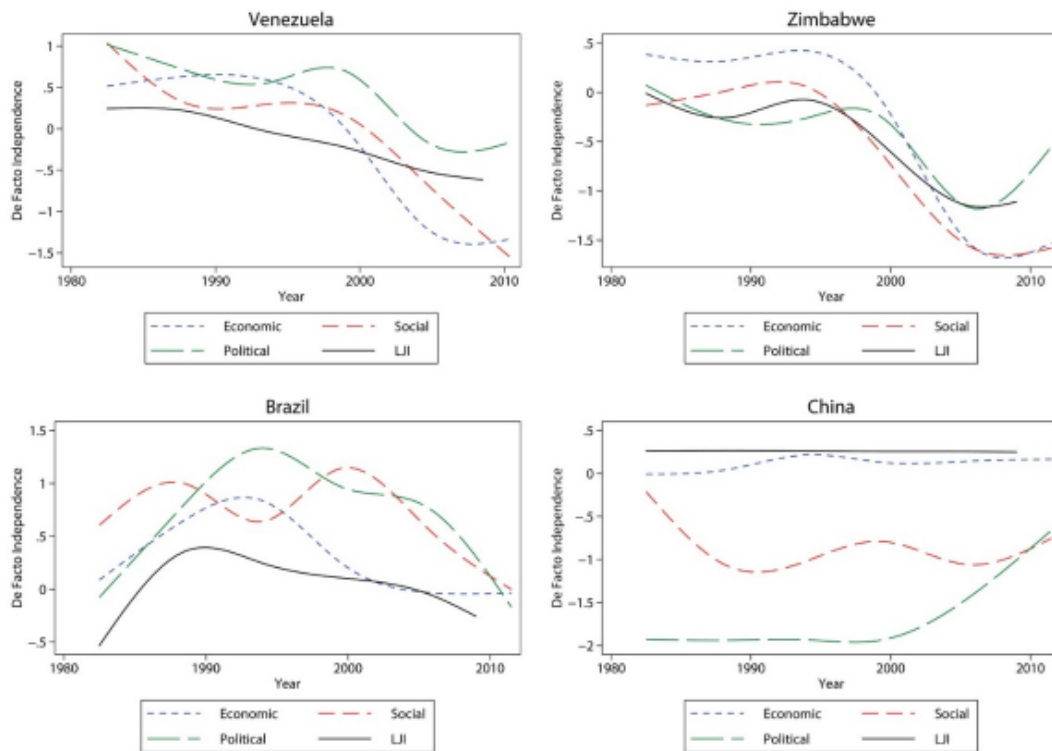 Venezuela
De Facto Independence
1
.5
0
−.5
−1
−1.5
1980 1990 2000 2010
Year
Economic Social
Political LJI
Zimbabwe
De Facto Independence
.5
0
−.5
−1
−1.5
1980 1990 2000 2010
Year
Economic Social
Political LJI
Brazil
De Facto Independence
1.5
1
.5
0
−.5
1980 1990 2000 2010
Year
Economic Social
Political LJI
China
De Facto Independence
.5
0
−.5
−1
−1.5
−2
1980 1990 2000 2010
Year
Economic Social
Political LJI